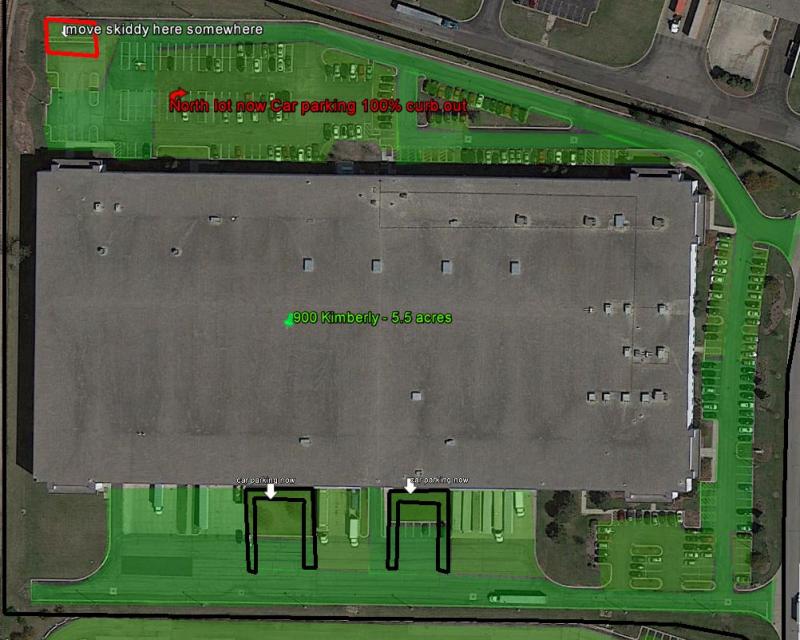 move skiddy here somewhere
North lot now Car parking 100% curb out
900 Kimberly - 5.5 acres
car parking now
car parking now